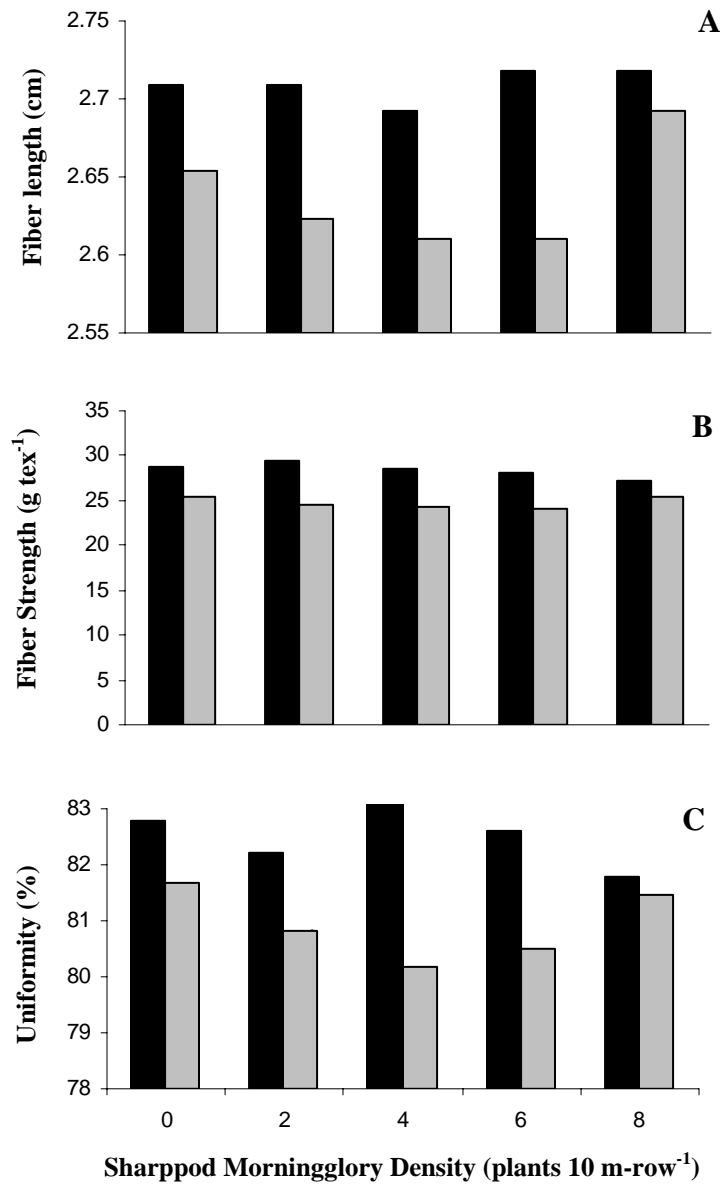 A
Fiber length (cm)
2.75
2.7
2.65
2.6
2.55
B
Fiber Strength (g tex⁻¹)
35
30
25
20
15
10
5
0
C
Uniformity (%)
83
82
81
80
79
78
0 2 4 6 8
Sharppod Morningglory Density (plants 10 m-row⁻¹)